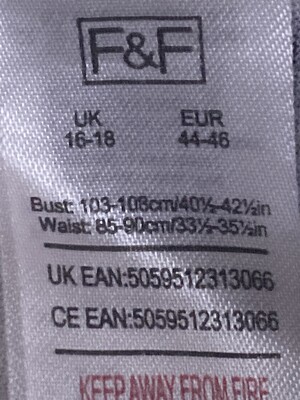 F&F
UK EUR
16-18 44-46
Bust: 103-108cm/40½-42½in
Waist: 85-90cm/33½-35½in
UK EAN:5059512313066
CE EAN:5059512313066
KEEP AWAY FROM FIRE